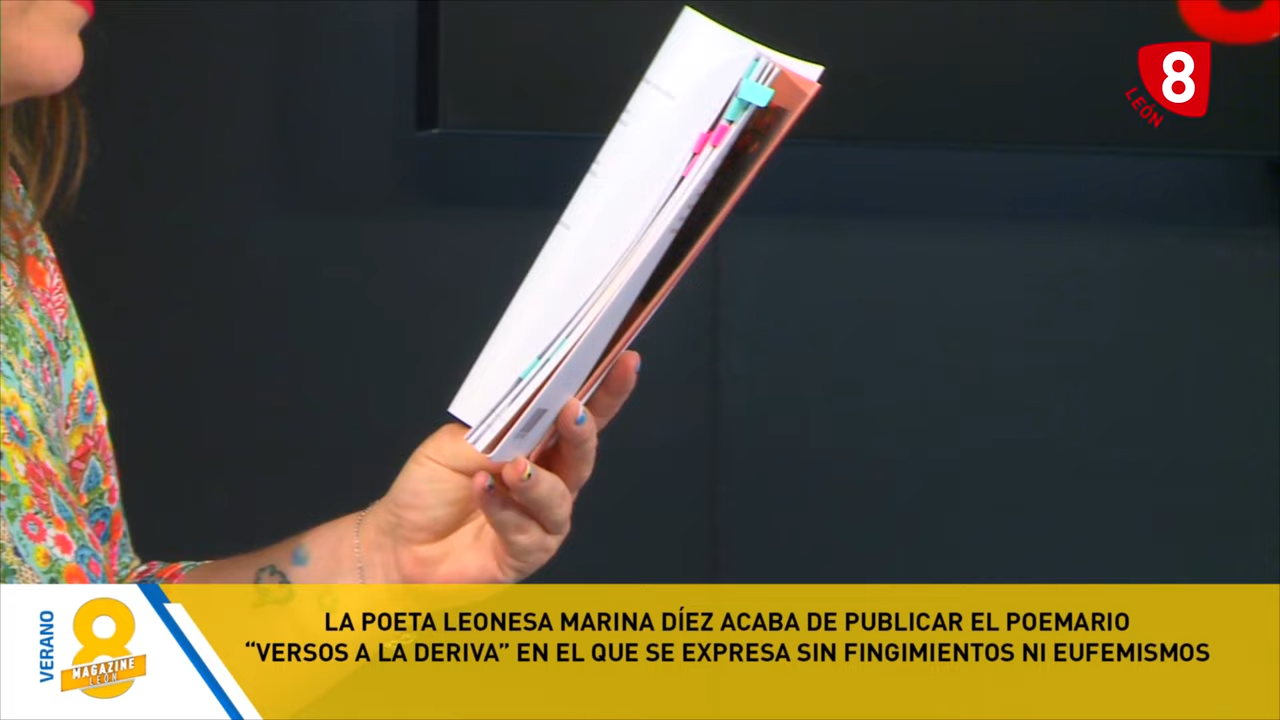 8
LEÓN
LA POETA LEONESA MARINA DÍEZ ACABA DE PUBLICAR EL POEMARIO
“VERSOS A LA DERIVA” EN EL QUE SE EXPRESA SIN FINGIMIENTOS NI EUFEMISMOS
VERANO
8
MAGAZINE
LEÓN